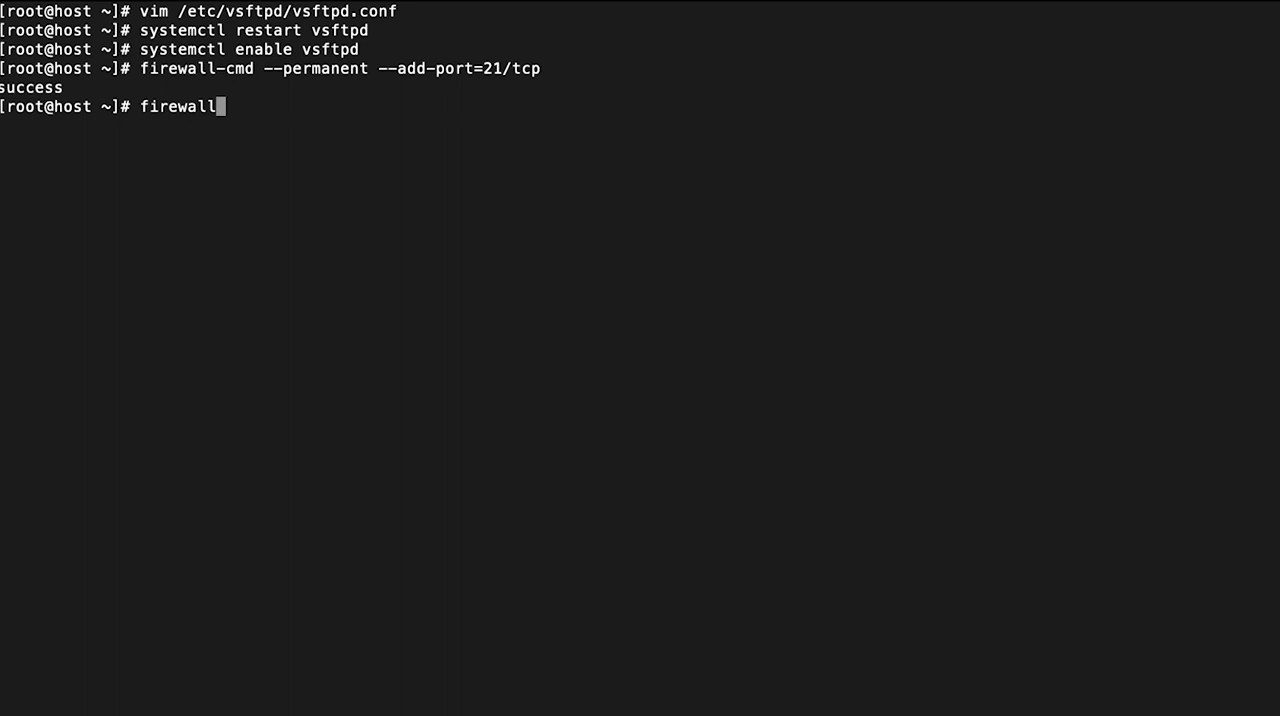 [root@host ~]# vim /etc/vsftpd/vsftpd.conf
[root@host ~]# systemctl restart vsftpd
[root@host ~]# systemctl enable vsftpd
[root@host ~]# firewall-cmd --permanent --add-port=21/tcp
success
[root@host ~]# firewall